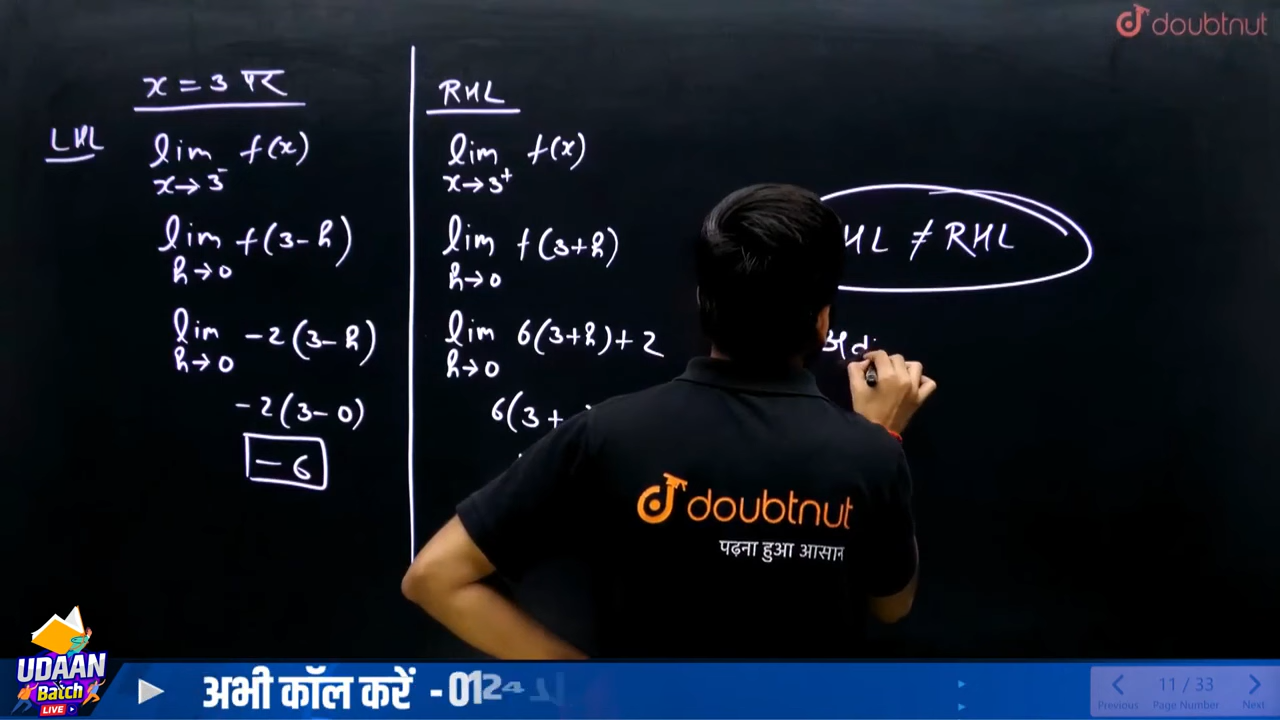 doubtnut
x = 3 पर
LHL
lim f(x)
x→3⁻
lim f(3-h)
h→0
lim -2(3-h)
h→0
-2(3-0)
-6
RHL
lim f(x)
x→3⁺
lim f(3+h)
h→0
lim 6(3+h)+2
h→0
6(3+
HL ≠ RHL
doubtnut
पढ़ना हुआ आसान
UDAAN
Batch
LIVE
अभी कॉल करें - 0124
11 / 33
Previous Page Number Next